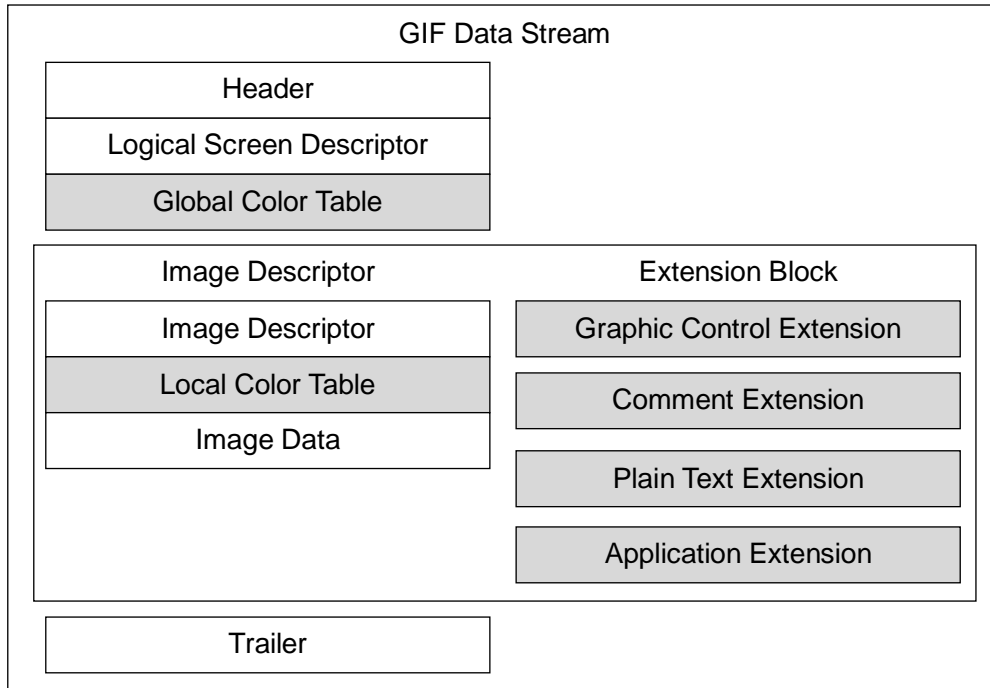 GIF Data Stream
Header
Logical Screen Descriptor
Global Color Table
Image Descriptor
Image Descriptor
Local Color Table
Image Data
Extension Block
Graphic Control Extension
Comment Extension
Plain Text Extension
Application Extension
Trailer